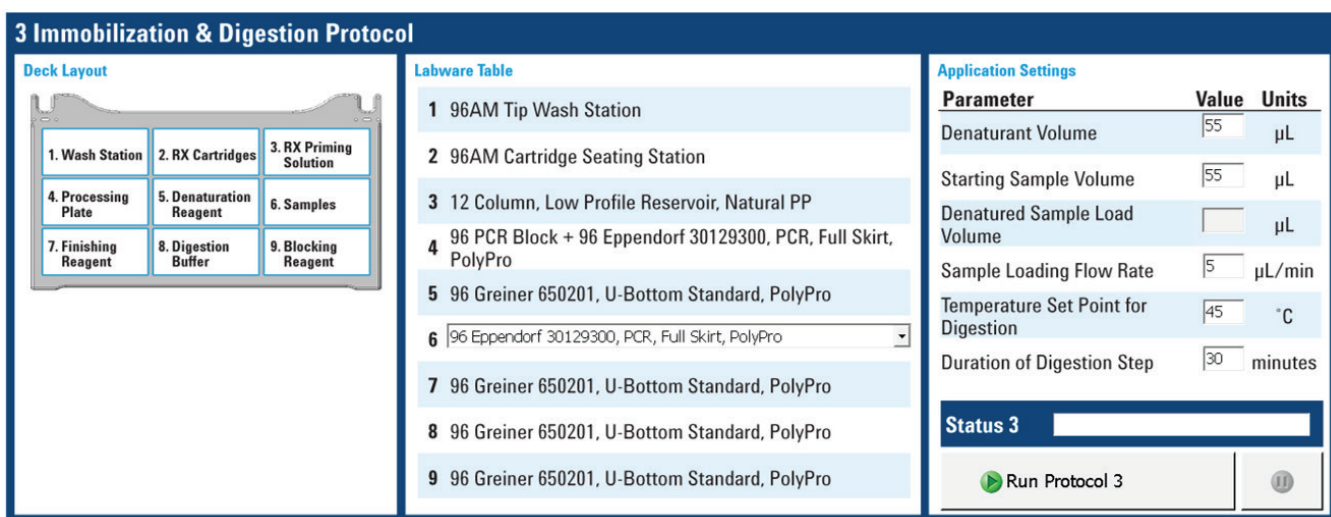 3 Immobilization & Digestion Protocol
Deck Layout
1. Wash Station
2. RX Cartridges
3. RX Priming
Solution
4. Processing
Plate
5. Denaturation
Reagent
6. Samples
7. Finishing
Reagent
8. Digestion
Buffer
9. Blocking
Reagent
Labware Table
1 96AM Tip Wash Station
2 96AM Cartridge Seating Station
3 12 Column, Low Profile Reservoir, Natural PP
4 96 PCR Block + 96 Eppendorf 30129300, PCR, Full Skirt,
PolyPro
5 96 Greiner 650201, U-Bottom Standard, PolyPro
6 96 Eppendorf 30129300, PCR, Full Skirt, PolyPro
7 96 Greiner 650201, U-Bottom Standard, PolyPro
8 96 Greiner 650201, U-Bottom Standard, PolyPro
9 96 Greiner 650201, U-Bottom Standard, PolyPro
Application Settings
Parameter Value Units
Denaturant Volume 55 µL
Starting Sample Volume 55 µL
Denatured Sample Load
Volume µL
Sample Loading Flow Rate 5 µL/min
Temperature Set Point for
Digestion 45 °C
Duration of Digestion Step 30 minutes
Status 3
Run Protocol 3